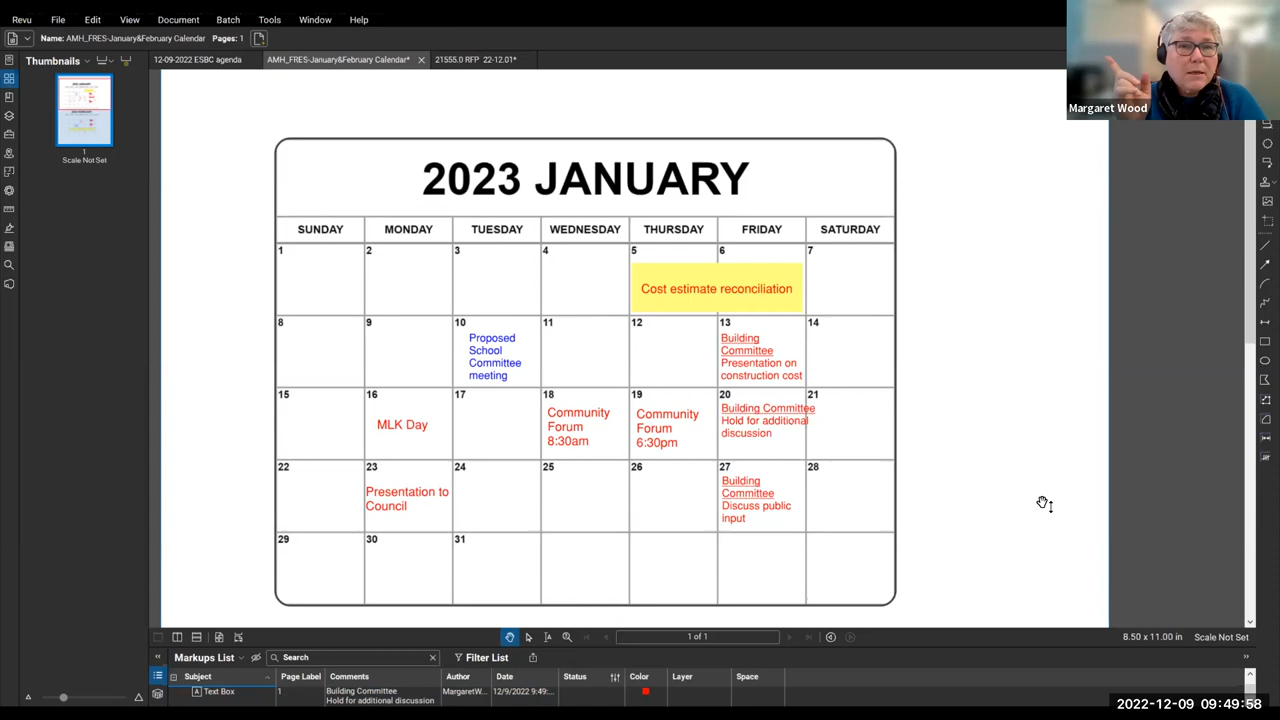 Revu File Edit View Document Batch Tools Window Help
Name: AMH_FRES-January&February Calendar Pages: 1
Thumbnails
12-09-2022 ESBC agenda
AMH_FRES-January&February Calendar*
21555.0 RFP 22-12.01*
Margaret Wood
1
Scale Not Set
2023 JANUARY
SUNDAY MONDAY TUESDAY WEDNESDAY THURSDAY FRIDAY SATURDAY
1 2 3 4 5 6 7
Cost estimate reconciliation
8 9 10 11 12 13 14
Proposed
School
Committee
meeting
Building
Committee
Presentation on
construction cost
15 16 17 18 19 20 21
MLK Day
Community
Forum
8:30am
Community
Forum
6:30pm
Building Committee
Hold for additional
discussion
22 23 24 25 26 27 28
Presentation to
Council
Building
Committee
Discuss public
input
29 30 31
1 of 1
8.50 x 11.00 in Scale Not Set
Markups List Search Filter List
Subject Page Label Comments Author Date Status Color Layer Space
Text Box 1 Building Committee MargaretW... 12/9/2022 9:49:...
Hold for additional discussion
2022-12-09 09:49:58